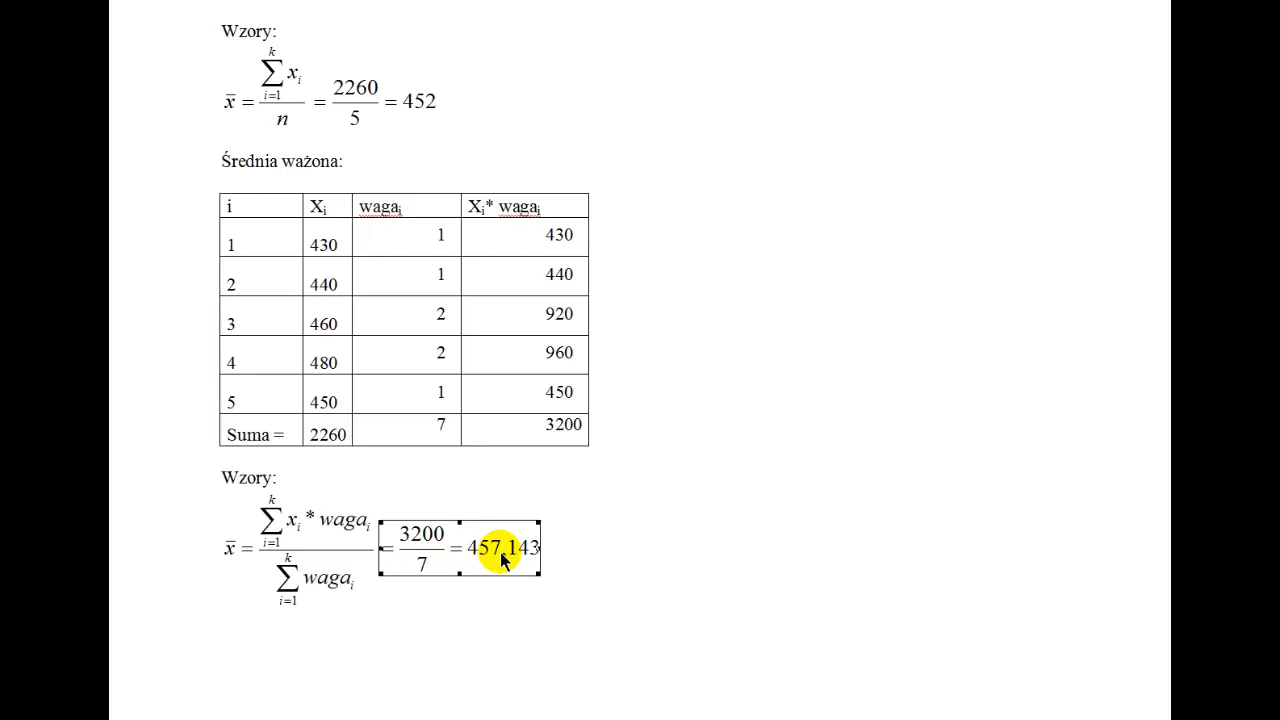 Wzory:
x̄ = ∑_{i=1}^{k} x_i / n = 2260 / 5 = 452
Średnia ważona:
i X_i waga_i X_i* waga_i
1 430 1 430
2 440 1 440
3 460 2 920
4 480 2 960
5 450 1 450
Suma = 2260 7 3200
Wzory:
x̄ = ∑_{i=1}^{k} x_i * waga_i / ∑_{i=1}^{k} waga_i = 3200 / 7 = 457,143